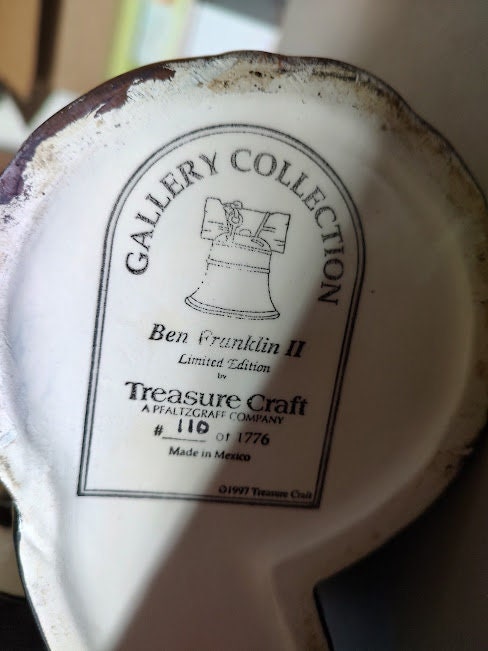 GALLERY COLLECTION
Ben Franklin II
Limited Edition
by
Treasure Craft
A PFALTZGRAFF COMPANY
# 110 of 1776
Made in Mexico
©1997 Treasure Craft